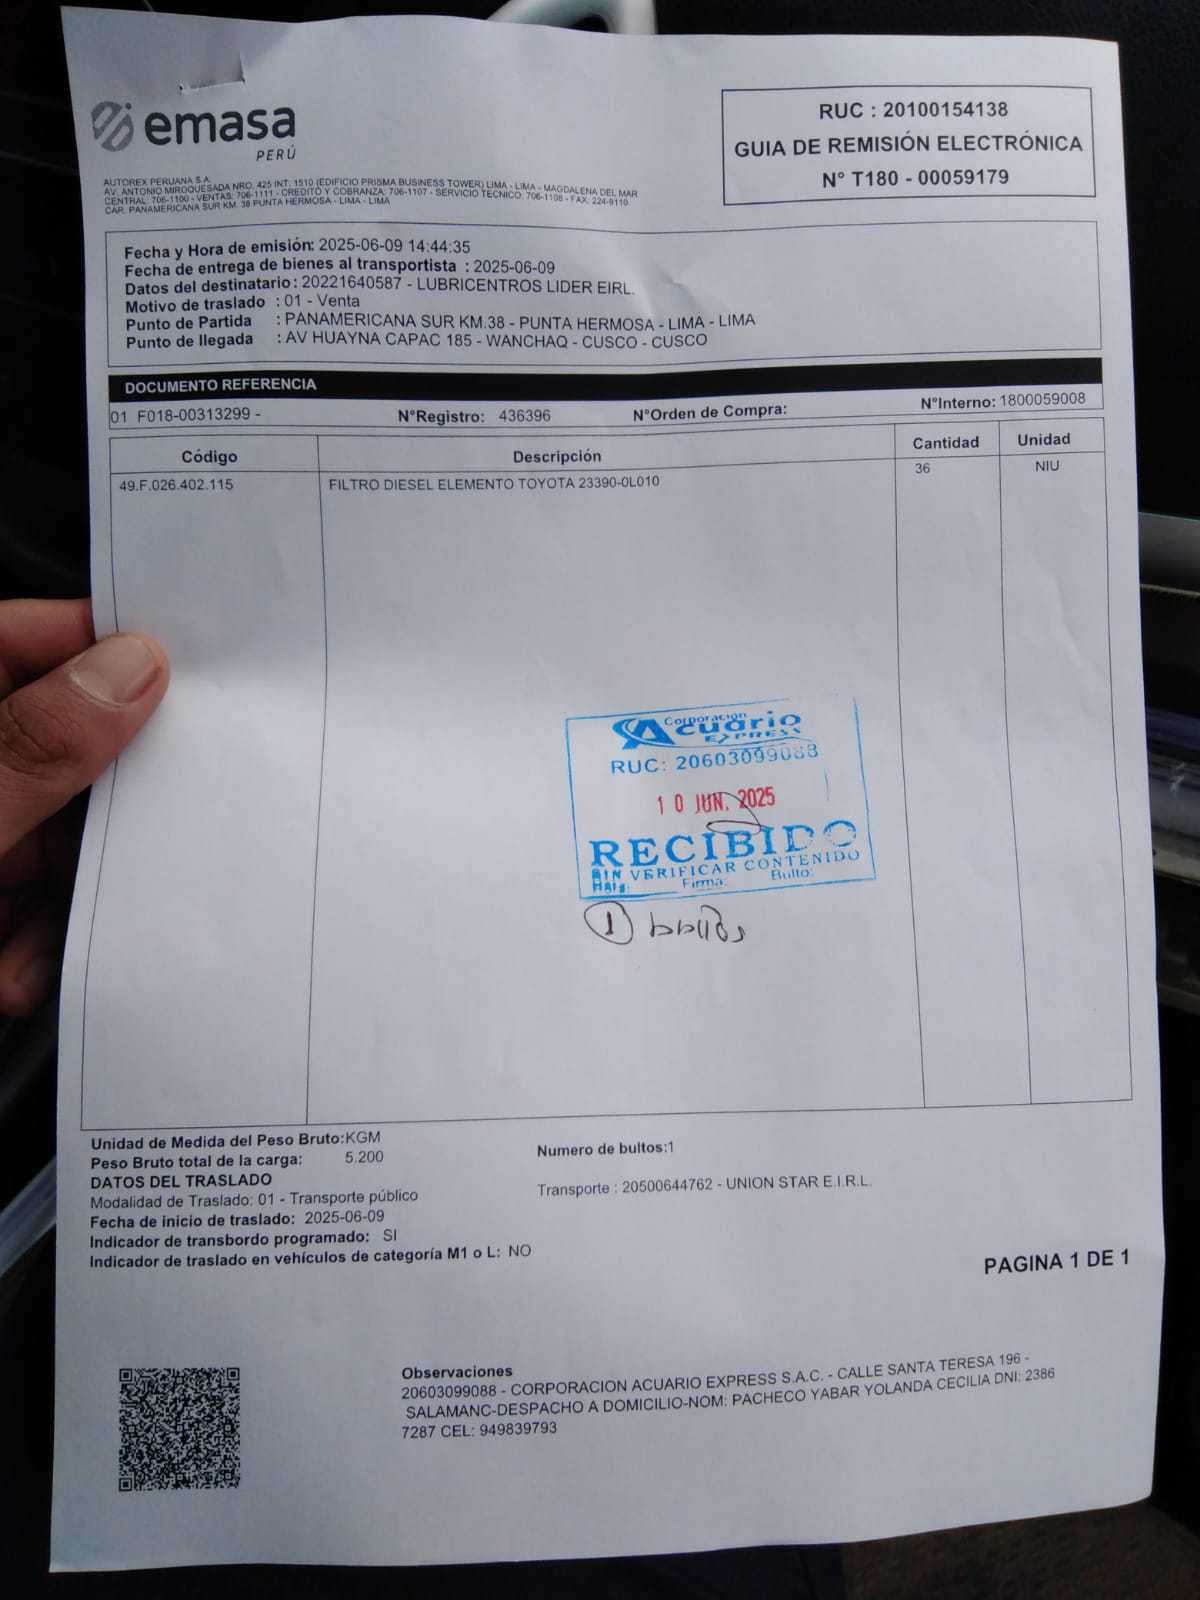 emasa
PERÚ
RUC : 20100154138
GUIA DE REMISIÓN ELECTRÓNICA
N° T180 - 00059179
AUTOREX PERUANA S.A.
AV. ANTONIO MIROQUESADA NRO. 425 INT. 1510 (EDIFICIO PRISMA BUSINESS TOWER) LIMA - LIMA - MAGDALENA DEL MAR
CENTRAL: 706-1100 - VENTAS: 706-1111 - CREDITO Y COBRANZA: 706-1107 - SERVICIO TECNICO: 706-1108 - FAX. 224-9110
CAR. PANAMERICANA SUR KM. 38 PUNTA HERMOSA - LIMA - LIMA
Fecha y Hora de emisión: 2025-06-09 14:44:35
Fecha de entrega de bienes al transportista : 2025-06-09
Datos del destinatario : 20221640587 - LUBRICENTROS LIDER EIRL.
Motivo de traslado : 01 - Venta
Punto de Partida : PANAMERICANA SUR KM.38 - PUNTA HERMOSA - LIMA - LIMA
Punto de llegada : AV HUAYNA CAPAC 185 - WANCHAQ - CUSCO - CUSCO
DOCUMENTO REFERENCIA
01 F018-00313299 - N°Registro: 436396 N°Orden de Compra: N°Interno: 1800059008
Código Descripción Cantidad Unidad
49.F.026.402.115 FILTRO DIESEL ELEMENTO TOYOTA 23390-0L010 36 NIU
Corporación
Acuario
EXPRESS
RUC: 20603099088
10 JUN. 2025
RECIBIDO
SIN VERIFICAR CONTENIDO
Firma: Bulto:
1
Unidad de Medida del Peso Bruto:KGM
Peso Bruto total de la carga: 5.200
Numero de bultos:1
DATOS DEL TRASLADO
Modalidad de Traslado: 01 - Transporte público
Transporte : 20500644762 - UNION STAR E.I.R.L.
Fecha de inicio de traslado: 2025-06-09
Indicador de transbordo programado: SI
Indicador de traslado en vehículos de categoría M1 o L: NO
PAGINA 1 DE 1
Observaciones
20603099088 - CORPORACION ACUARIO EXPRESS S.A.C. - CALLE SANTA TERESA 196 -
SALAMANC-DESPACHO A DOMICILIO-NOM: PACHECO YABAR YOLANDA CECILIA DNI: 2386
7287 CEL: 949839793